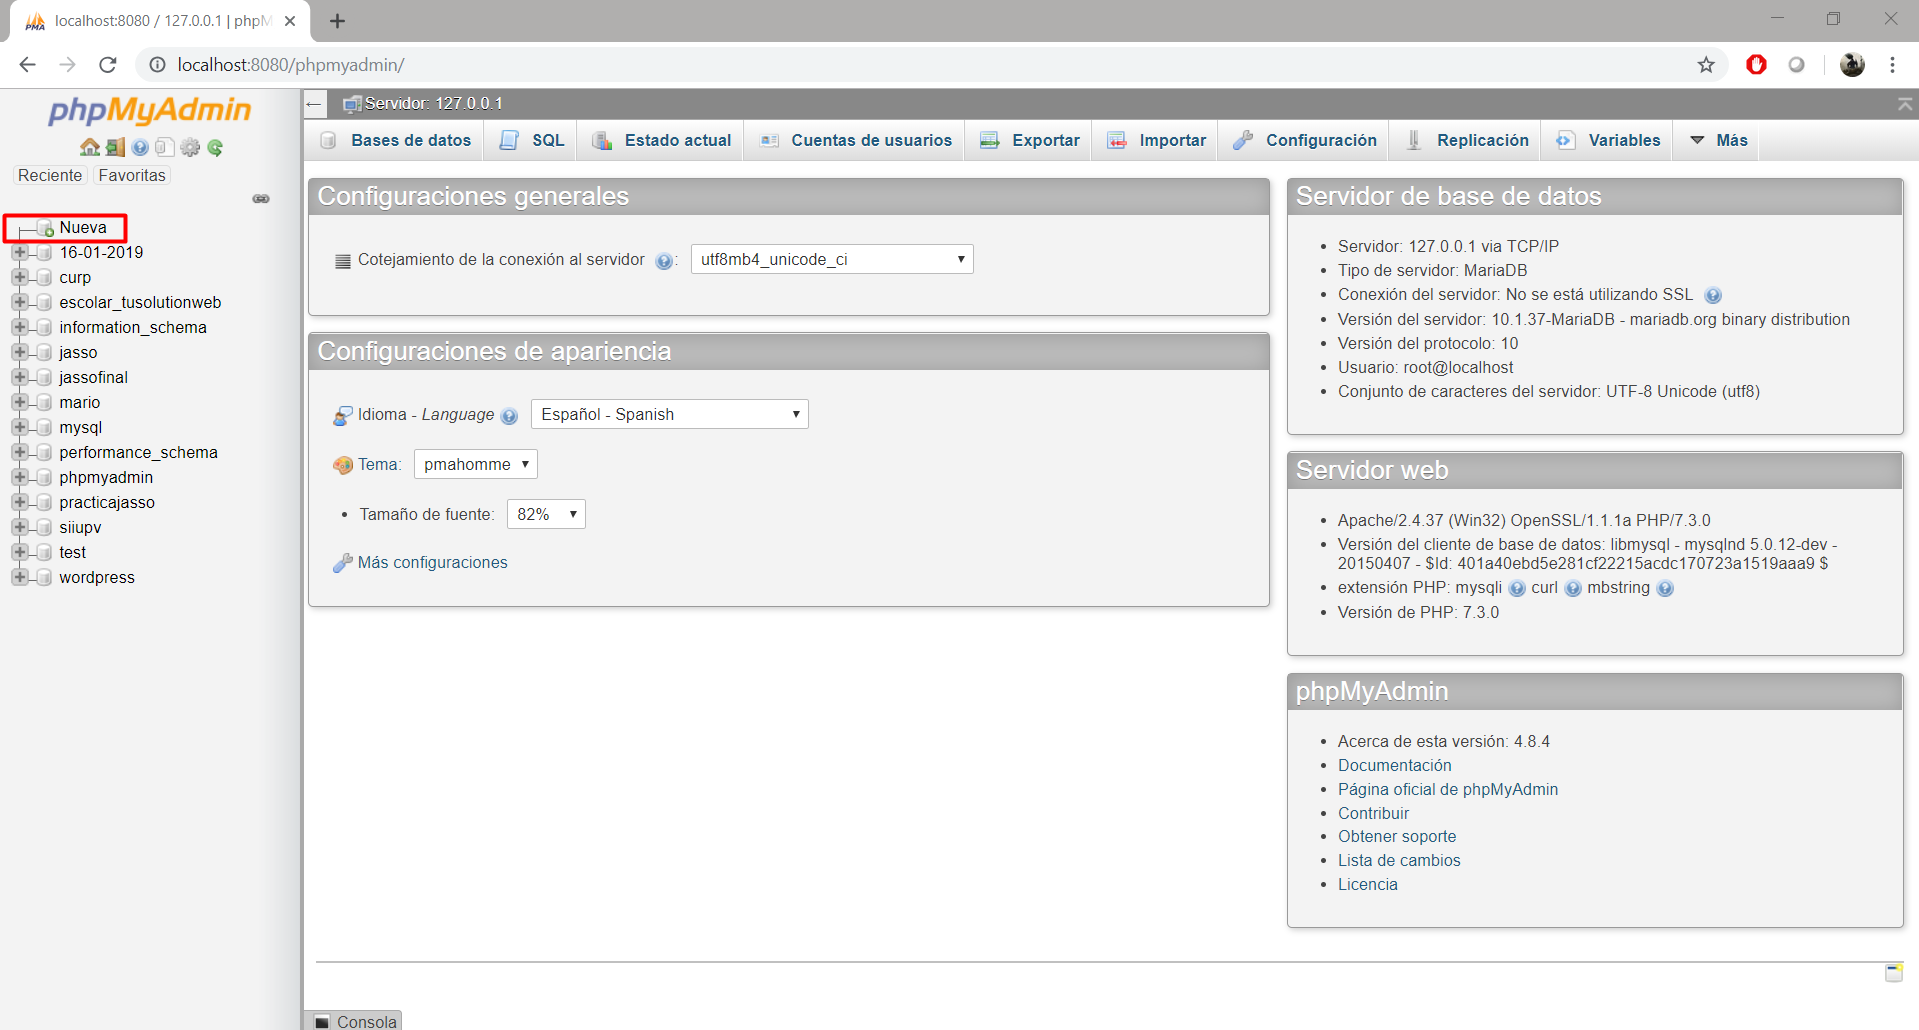 localhost:8080 / 127.0.0.1 | phpM
localhost:8080/phpmyadmin/
phpMyAdmin
Reciente Favoritas
Nueva
16-01-2019
curp
escolar_tusolutionweb
information_schema
jasso
jassofinal
mario
mysql
performance_schema
phpmyadmin
practicajasso
siiupv
test
wordpress
Servidor: 127.0.0.1
Bases de datos SQL Estado actual Cuentas de usuarios Exportar Importar Configuración Replicación Variables Más
Configuraciones generales
Cotejamiento de la conexión al servidor : utf8mb4_unicode_ci
Configuraciones de apariencia
Idioma - Language Español - Spanish
Tema: pmahomme
Tamaño de fuente: 82%
Más configuraciones
Servidor de base de datos
Servidor: 127.0.0.1 via TCP/IP
Tipo de servidor: MariaDB
Conexión del servidor: No se está utilizando SSL
Versión del servidor: 10.1.37-MariaDB - mariadb.org binary distribution
Versión del protocolo: 10
Usuario: root@localhost
Conjunto de caracteres del servidor: UTF-8 Unicode (utf8)
Servidor web
Apache/2.4.37 (Win32) OpenSSL/1.1.1a PHP/7.3.0
Versión del cliente de base de datos: libmysql - mysqlnd 5.0.12-dev -
20150407 - $Id: 401a40ebd5e281cf22215acdc170723a1519aaa9 $
extensión PHP: mysqli curl mbstring
Versión de PHP: 7.3.0
phpMyAdmin
Acerca de esta versión: 4.8.4
Documentación
Página oficial de phpMyAdmin
Contribuir
Obtener soporte
Lista de cambios
Licencia
Consola